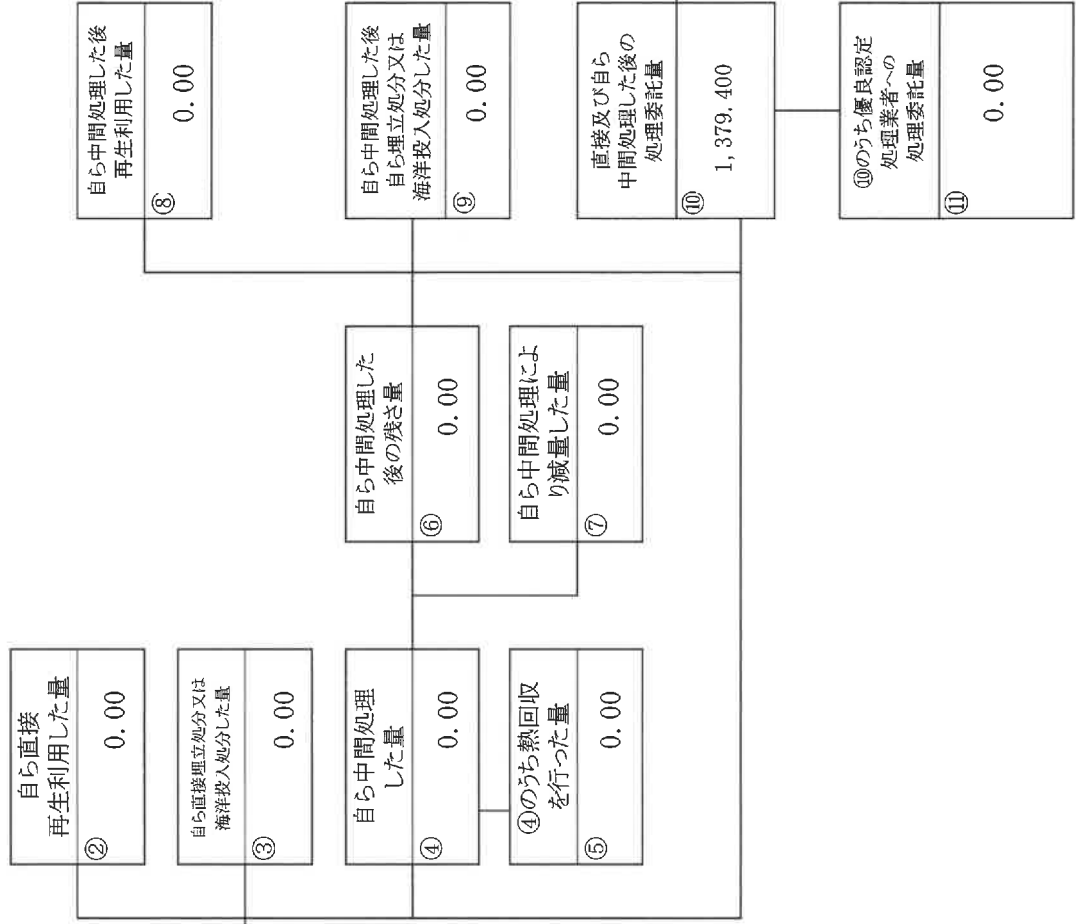 自ら直接
再生利用した量
②
0.00
自ら直接埋立処分又は
海洋投入処分した量
③
0.00
自ら中間処理
した量
④
0.00
④のうち熱回収
を行った量
⑤
0.00
自ら中間処理した
後の残さ量
⑥
0.00
自ら中間処理によ
り減量した量
⑦
0.00
自ら中間処理した後
再生利用した量
⑧
0.00
自ら中間処理した後
自ら埋立処分又は
海洋投入処分した量
⑨
0.00
直接及び自ら
中間処理した後の
処理委託量
⑩
1,379.400
⑩のうち優良認定
処理業者への
処理委託量
⑪
0.00